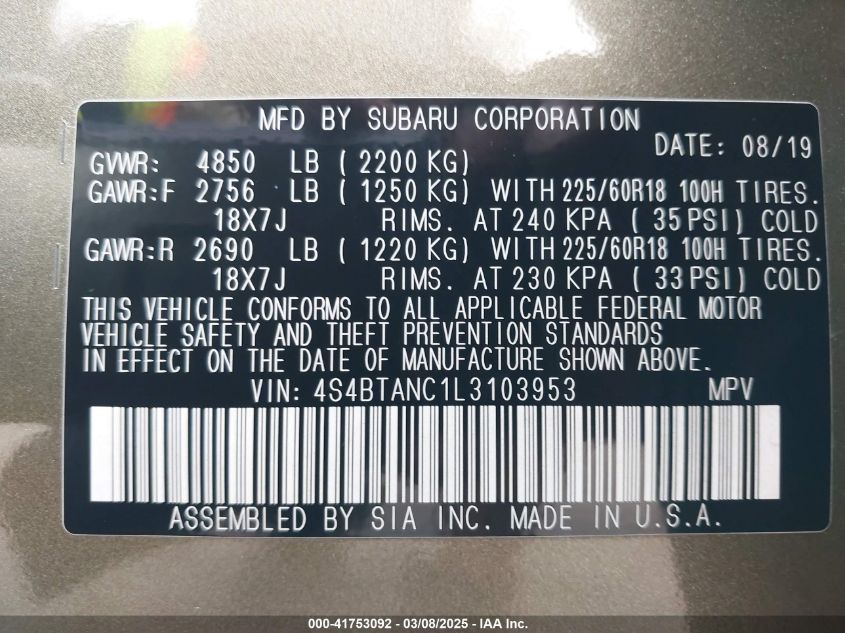 MFD BY SUBARU CORPORATION
DATE: 08/19
GVWR: 4850 LB ( 2200 KG)
GAWR:F 2756 LB ( 1250 KG) WITH 225/60R18 100H TIRES.
18X7J RIMS. AT 240 KPA ( 35 PSI) COLD
GAWR:R 2690 LB ( 1220 KG) WITH 225/60R18 100H TIRES.
18X7J RIMS. AT 230 KPA ( 33 PSI) COLD
THIS VEHICLE CONFORMS TO ALL APPLICABLE FEDERAL MOTOR
VEHICLE SAFETY AND THEFT PREVENTION STANDARDS
IN EFFECT ON THE DATE OF MANUFACTURE SHOWN ABOVE.
VIN: 4S4BTANC1L3103953 MPV
ASSEMBLED BY SIA INC. MADE IN U.S.A.
000-41753092 - 03/08/2025 - IAA Inc.